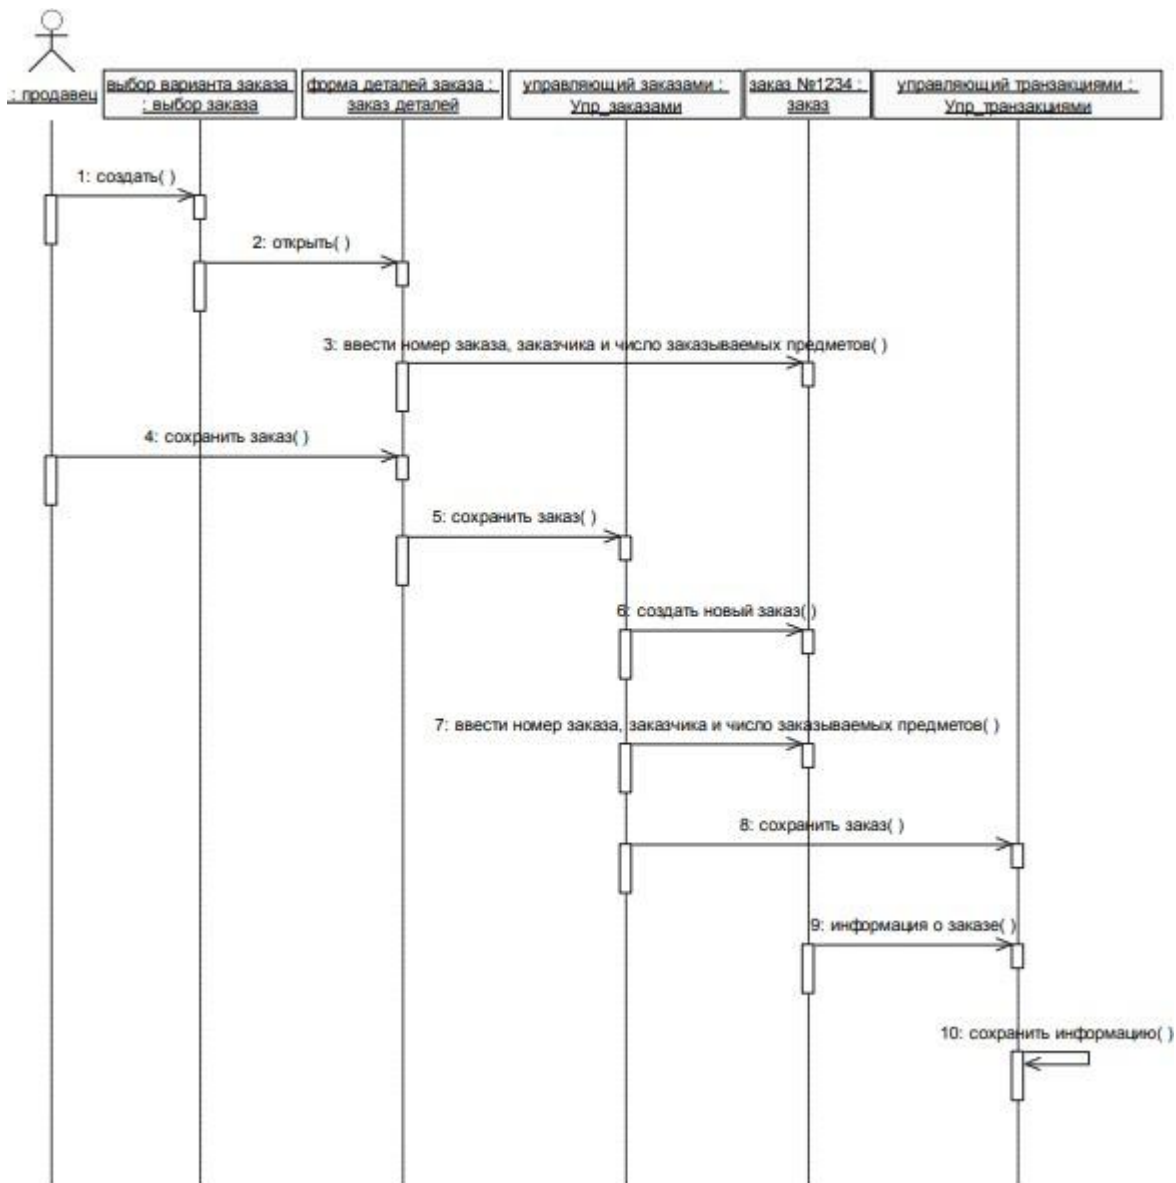 : продавец
выбор варианта заказа
: выбор заказа
форма деталей заказа :
заказ деталей
управляющий заказами :
Упр_заказами
заказ №1234 :
заказ
управляющий транзакциями :
Упр_транзакциями
1: создать( )
2: открыть( )
3: ввести номер заказа, заказчика и число заказываемых предметов( )
4: сохранить заказ( )
5: сохранить заказ( )
6: создать новый заказ( )
7: ввести номер заказа, заказчика и число заказываемых предметов( )
8: сохранить заказ( )
9: информация о заказе( )
10: сохранить информацию( )